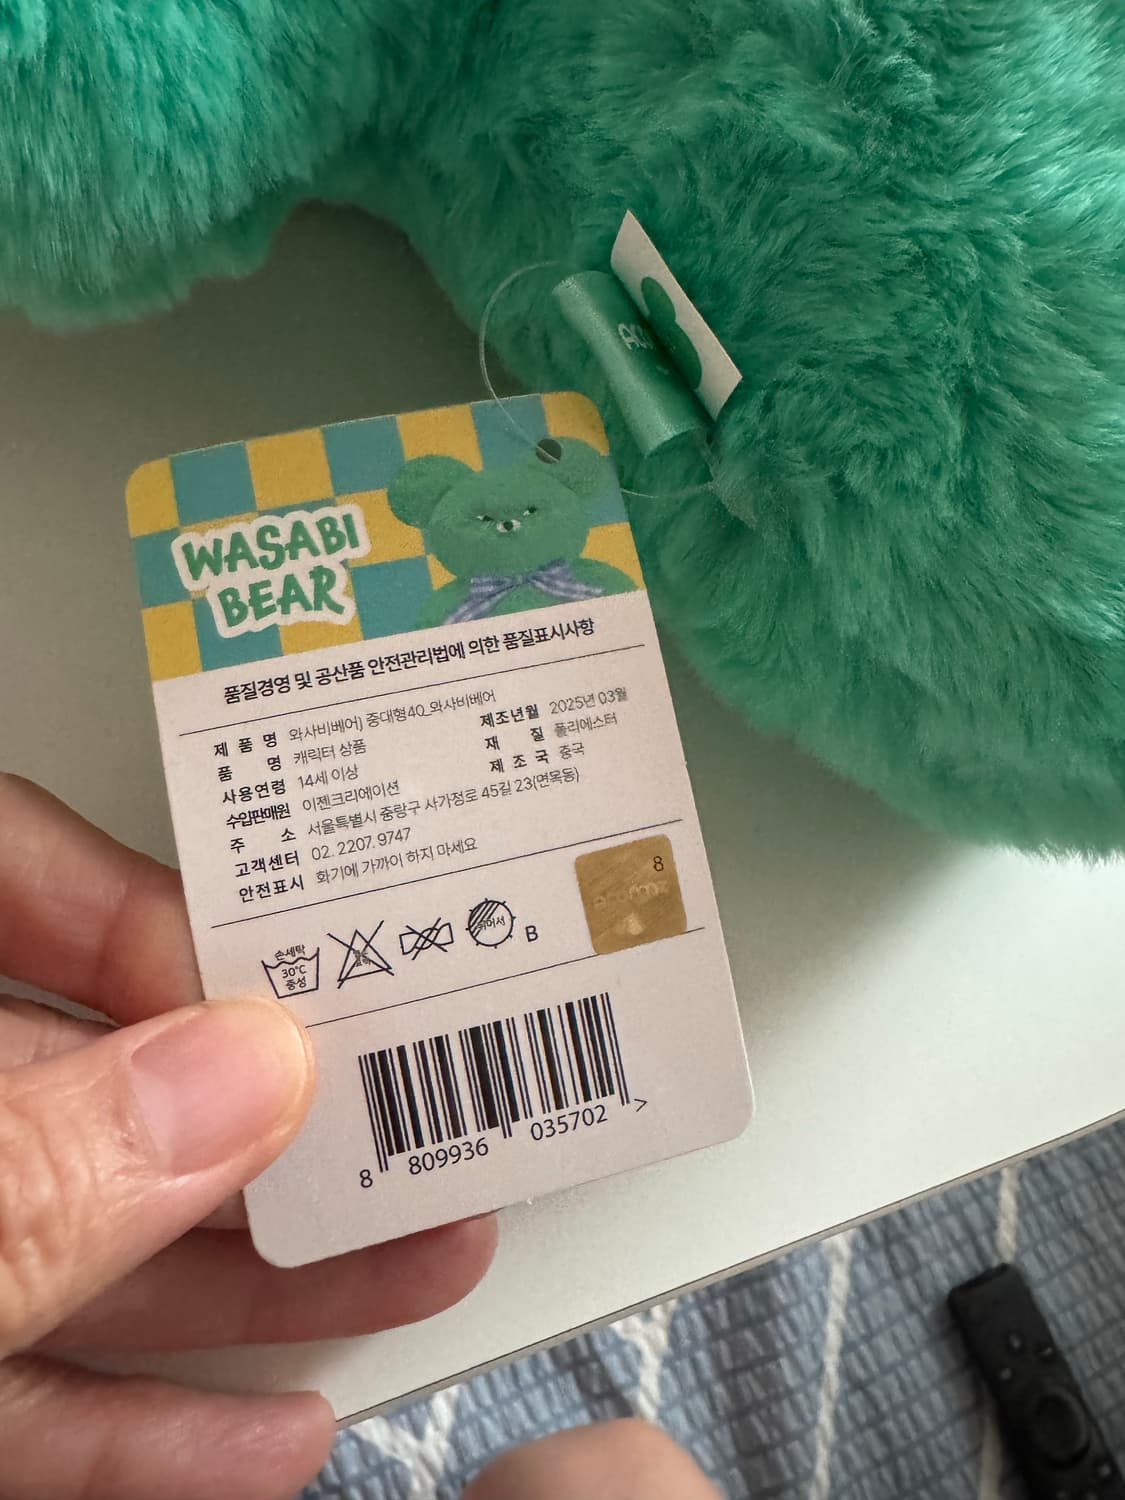 WASABI
BEAR
품질경영 및 공산품 안전관리법에 의한 품질표시사항
제 품 명 와사비베어) 중대형40_와사비베어
품 명 캐릭터 상품 제조년월 2025년 03월
사용연령 14세 이상 재 질 폴리에스터
수입판매원 이젠크리에이션 제 조 국 중국
주 소 서울특별시 중랑구 사가정로 45길 23(면목동)
고객센터 02. 2207. 9747
안전표시 화기에 가까이 하지 마세요
손세탁
30°C
중성
뉘어서
B
8
8 809936 035702 >